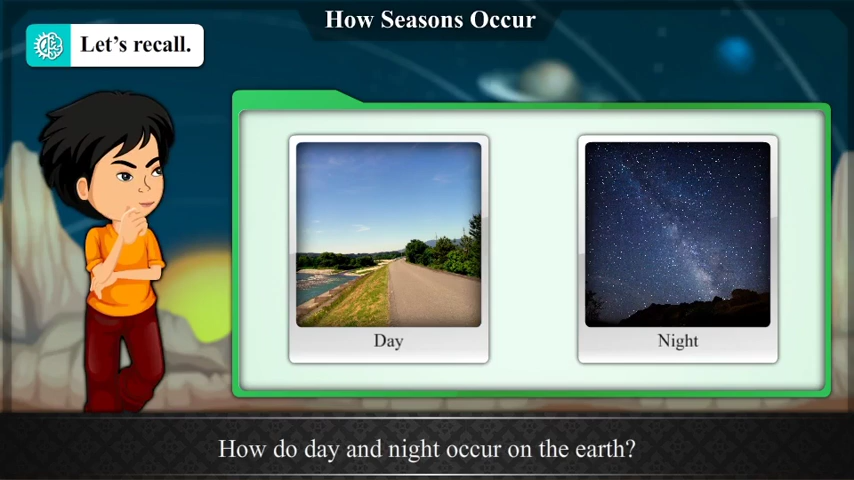 How Seasons Occur
Let's recall.
Day
Night
How do day and night occur on the earth?